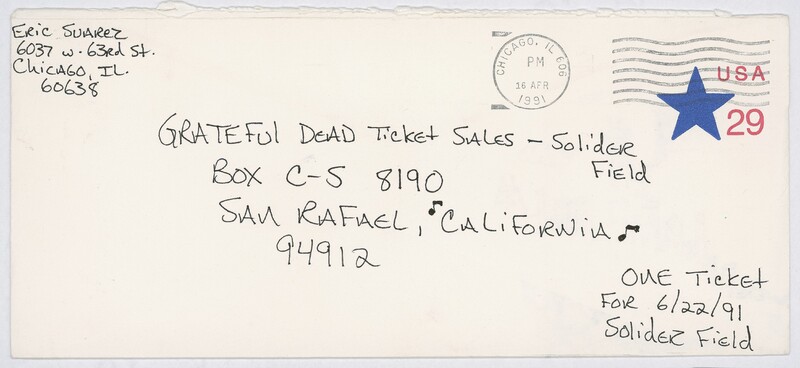 Eric Suarez
6037 W. 63rd St.
Chicago, IL.
60638
CHICAGO, IL 606
PM
16 APR
1991
USA
29
GRATEFUL DEAD TICKET SALES – Solider
Field
BOX C-S 8190
SAN RAFAEL, ♪CALIFORNIA♫
94912
ONE Ticket
FOR 6/22/91
Solider Field